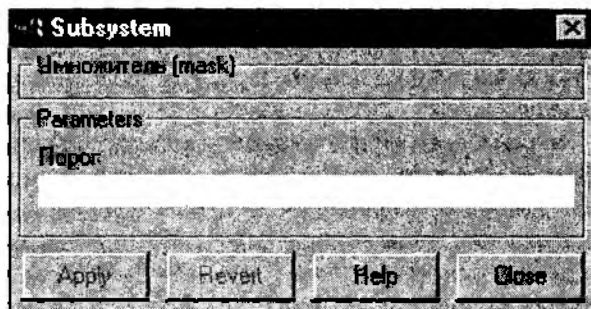 Subsystem
Умножитель (mask)
Parameters
Порог
Apply Revert Help Close